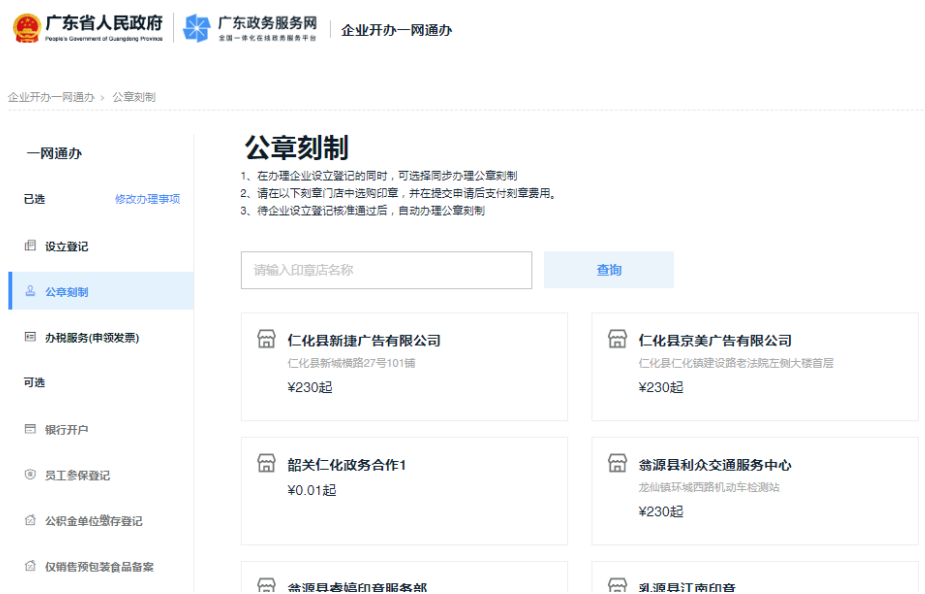 广东省人民政府
People's Government of Guangdong Province
广东政务服务网
全国一体化在线政务服务平台
企业开办一网通办
企业开办一网通办 › 公章刻制
一网通办
已选 修改办理事项
设立登记
公章刻制
办税服务(申领发票)
可选
银行开户
员工参保登记
公积金单位缴存登记
仅销售预包装食品备案
公章刻制
1、在办理企业设立登记的同时，可选择同步办理公章刻制
2、请在以下刻章门店中选购印章，并在提交申请后支付刻章费用。
3、待企业设立登记核准通过后，自动办理公章刻制
请输入印章店名称 查询
仁化县新捷广告有限公司
仁化县新城横路27号101铺
¥230起
仁化县京美广告有限公司
仁化县仁化镇建设路老法院左侧大楼首层
¥230起
韶关仁化政务合作1
¥0.01起
翁源县利众交通服务中心
龙仙镇环城西路机动车检测站
¥230起
翁源县睿婷印章服务部
乳源县江南印章